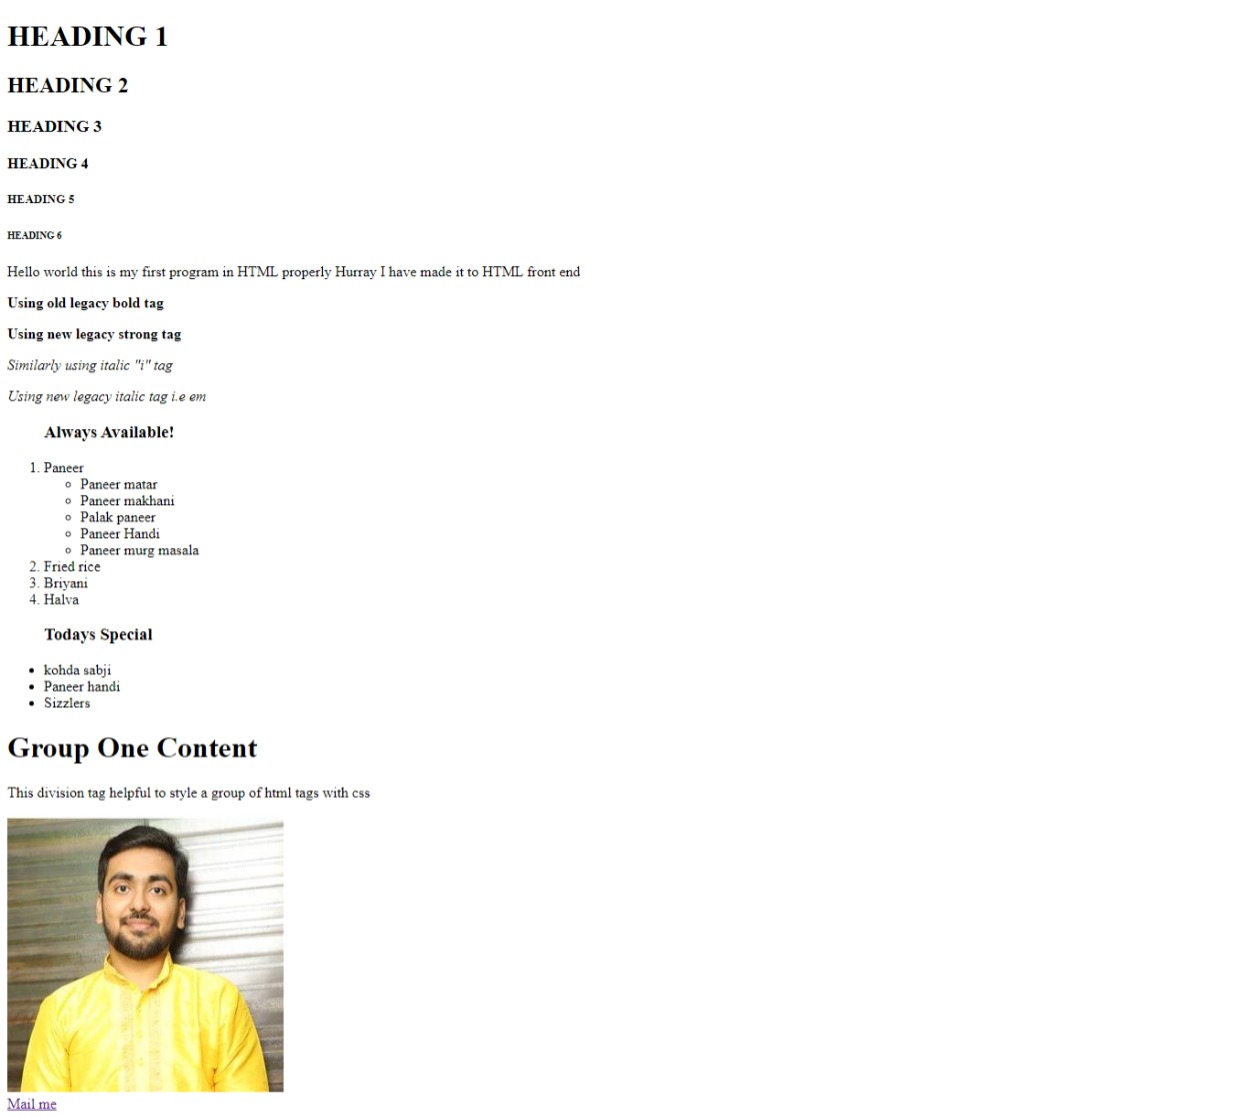 HEADING 1
HEADING 2
HEADING 3
HEADING 4
HEADING 5
HEADING 6
Hello world this is my first program in HTML properly Hurray I have made it to HTML front end
Using old legacy bold tag
Using new legacy strong tag
Similarly using italic "i" tag
Using new legacy italic tag i.e em
Always Available!
1. Paneer
Paneer matar
Paneer makhani
Palak paneer
Paneer Handi
Paneer murg masala
2. Fried rice
3. Briyani
4. Halva
Todays Special
kohda sabji
Paneer handi
Sizzlers
Group One Content
This division tag helpful to style a group of html tags with css
Mail me